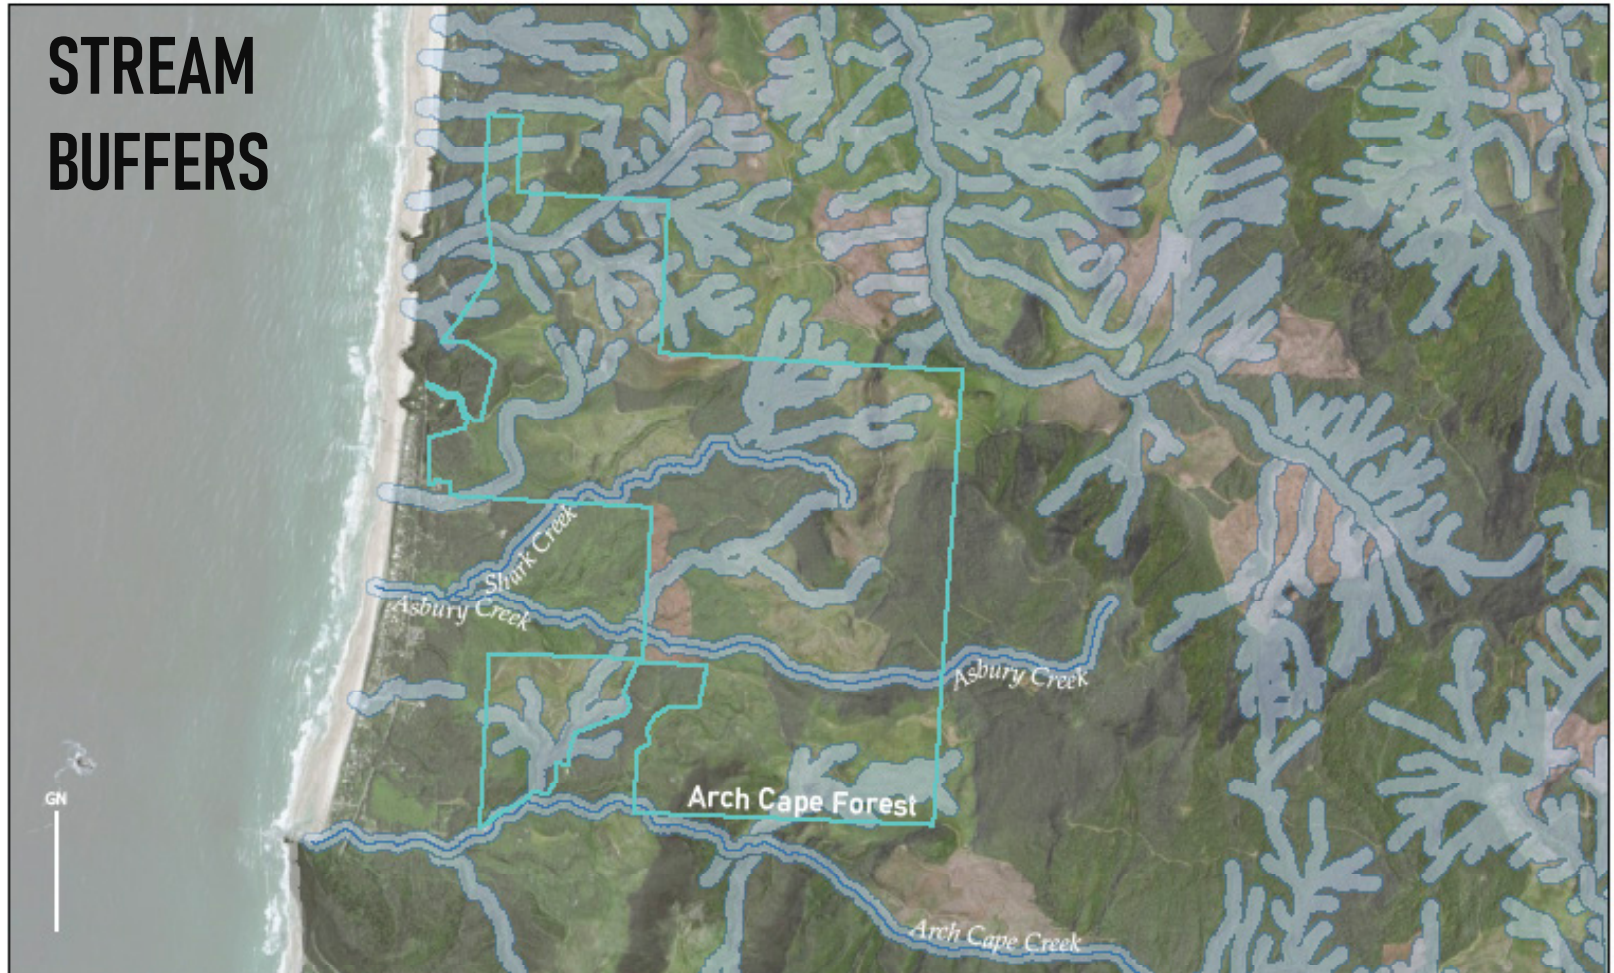 STREAM
BUFFERS
Shark Creek
Asbury Creek
Asbury Creek
GN
Arch Cape Forest
Arch Cape Creek